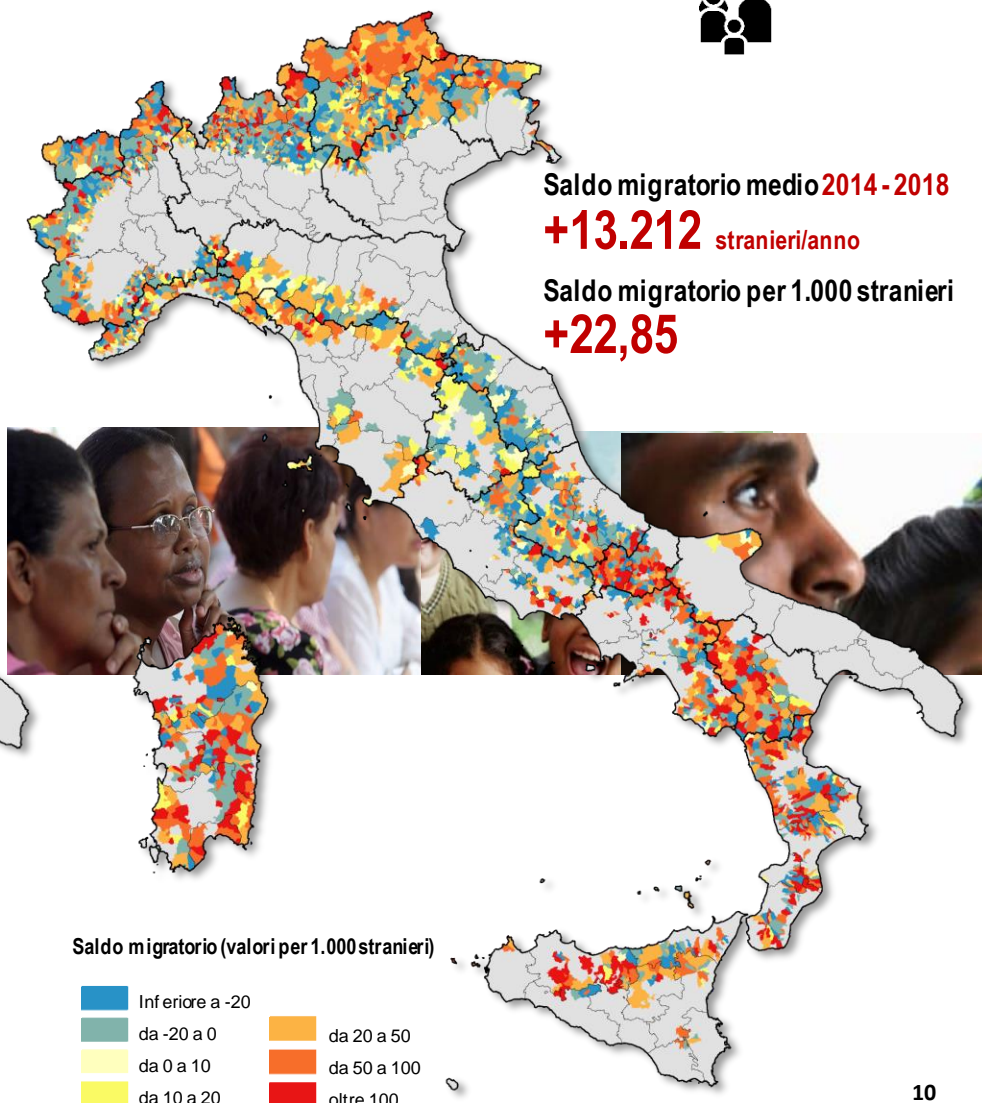 Saldo migratorio medio 2014 - 2018
+13.212 stranieri/anno
Saldo migratorio per 1.000 stranieri
+22,85
Saldo migratorio (valori per 1.000 stranieri)
Inferiore a -20
da -20 a 0
da 0 a 10
da 10 a 20
da 20 a 50
da 50 a 100
oltre 100
10